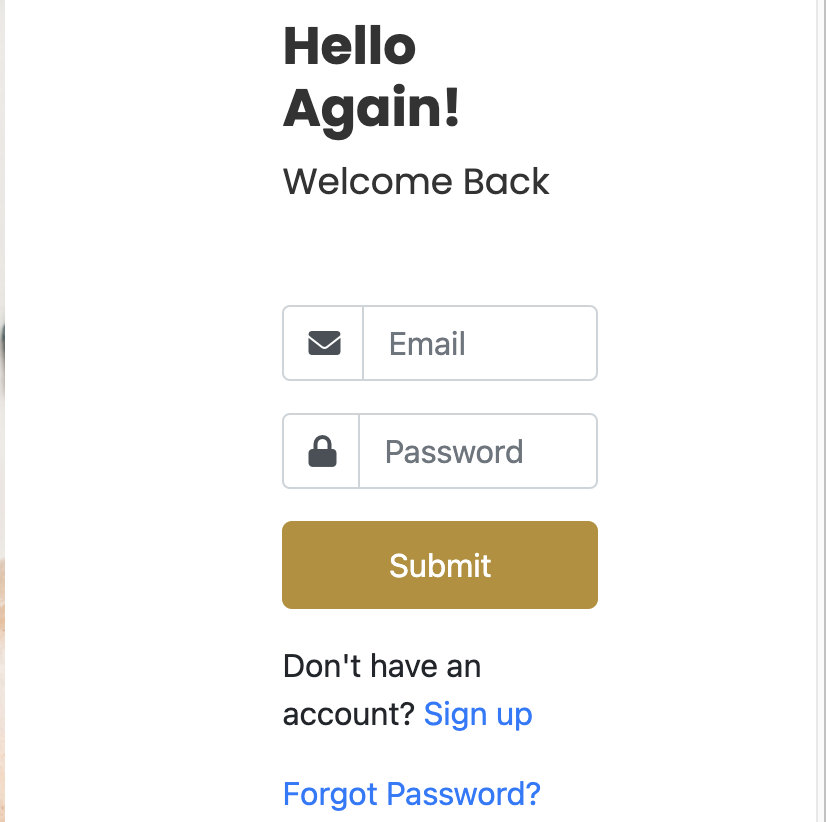 Hello
Again!
Welcome Back
Email
Password
Submit
Don't have an
account? Sign up
Forgot Password?